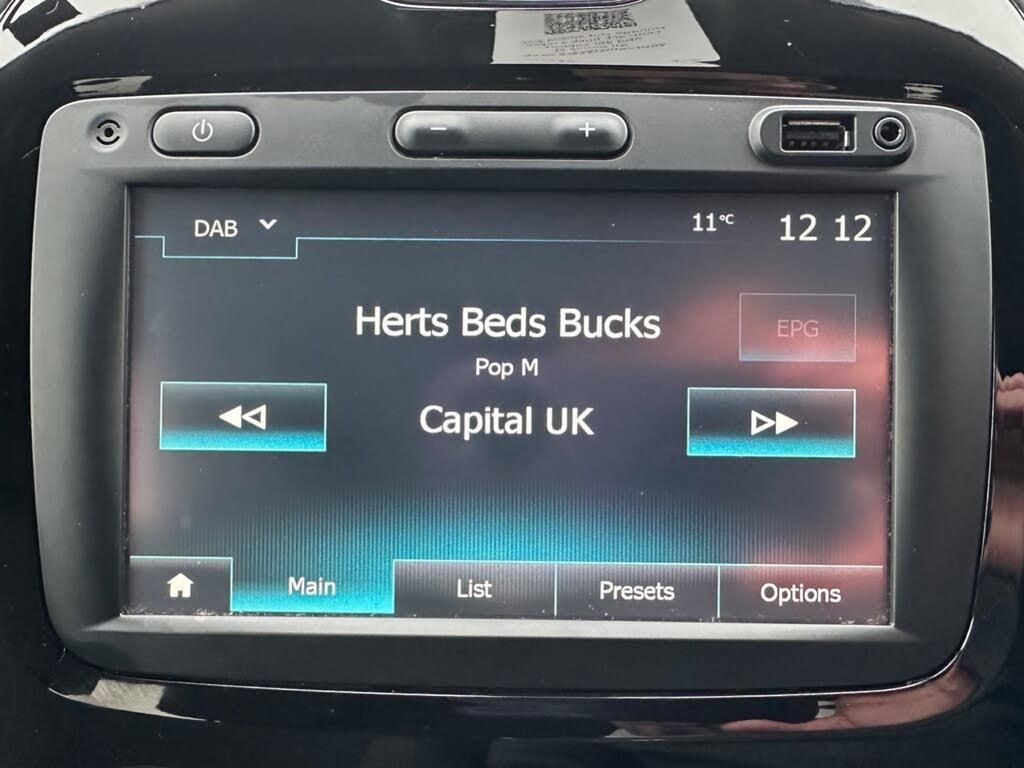 DAB
11°C
12 12
Herts Beds Bucks
EPG
Pop M
Capital UK
Main
List
Presets
Options